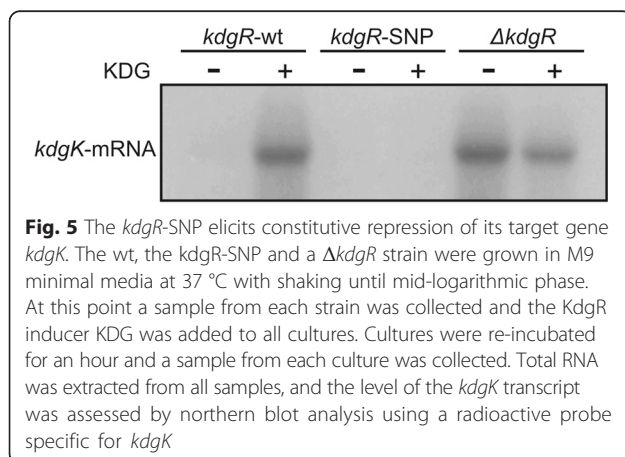 kdgR-wt kdgR-SNP ΔkdgR
KDG - + - + - +
kdgK-mRNA
Fig. 5 The kdgR-SNP elicits constitutive repression of its target gene
kdgK. The wt, the kdgR-SNP and a ΔkdgR strain were grown in M9
minimal media at 37 °C with shaking until mid-logarithmic phase.
At this point a sample from each strain was collected and the KdgR
inducer KDG was added to all cultures. Cultures were re-incubated
for an hour and a sample from each culture was collected. Total RNA
was extracted from all samples, and the level of the kdgK transcript
was assessed by northern blot analysis using a radioactive probe
specific for kdgK